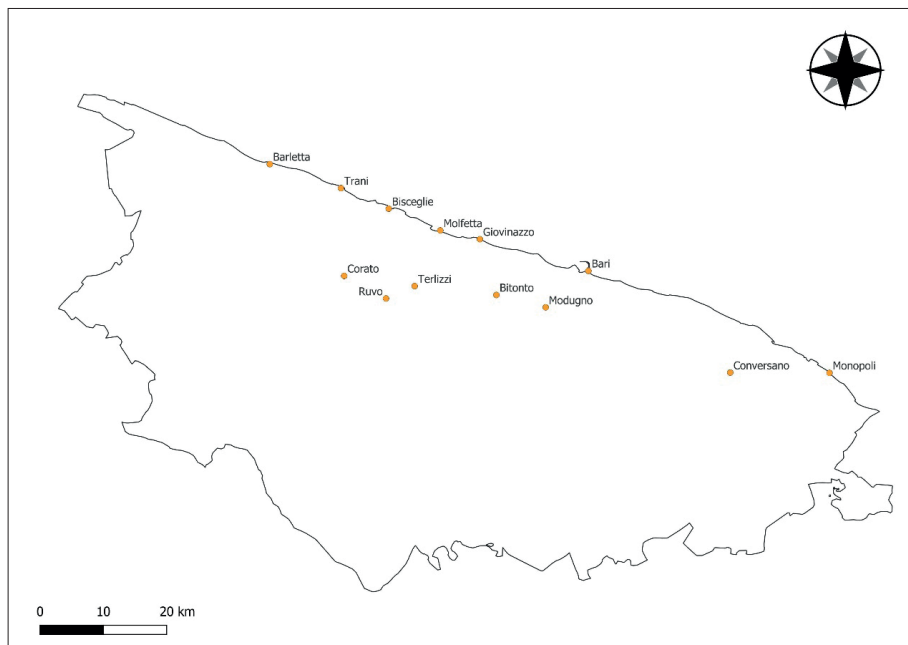 Barletta
Trani
Bisceglie
Molfetta
Giovinazzo
Bari
Corato
Terlizzi
Ruvo
Bitonto
Modugno
Conversano
Monopoli
0 10 20 km